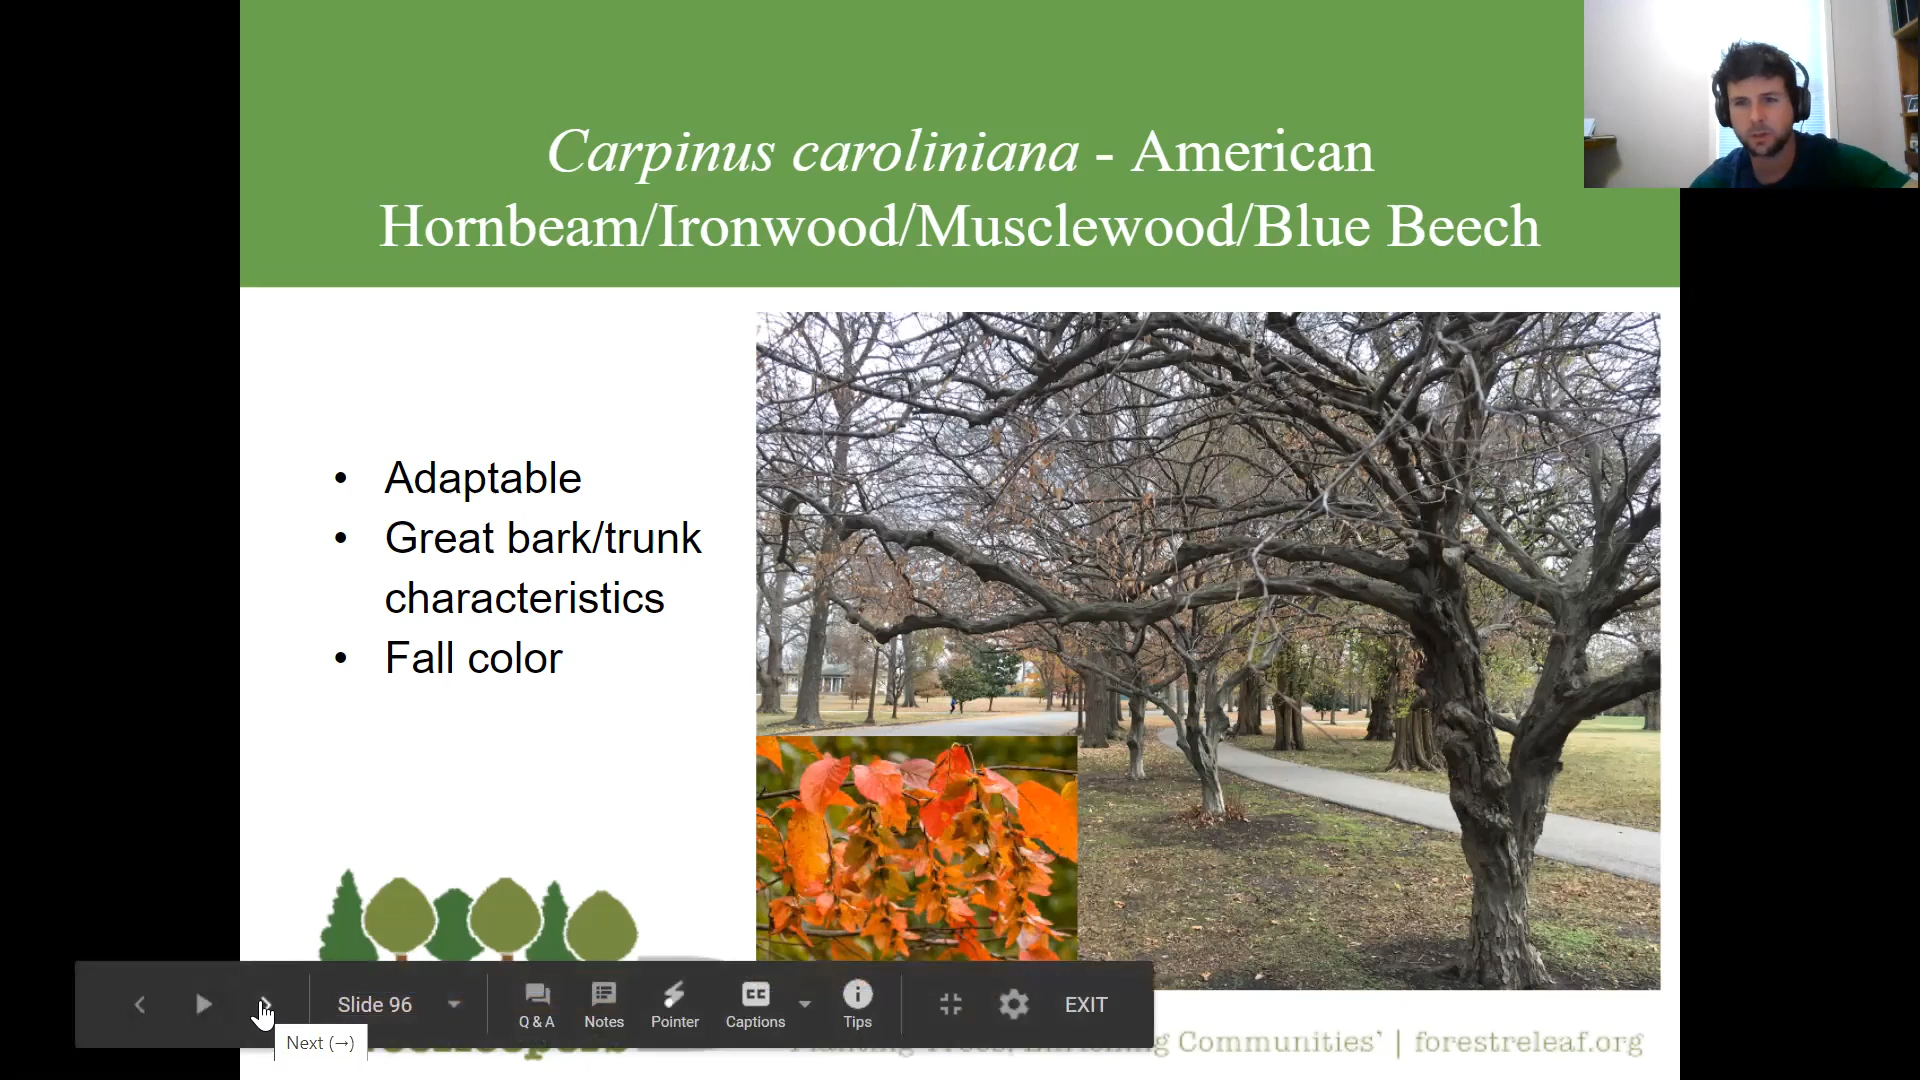 Carpinus caroliniana - American
Hornbeam/Ironwood/Musclewood/Blue Beech
• Adaptable
• Great bark/trunk
characteristics
• Fall color
Slide 96
Q & A
Notes
Pointer
CC
Captions
Tips
EXIT
Next (→)
Communities’ | forestreleaf.org